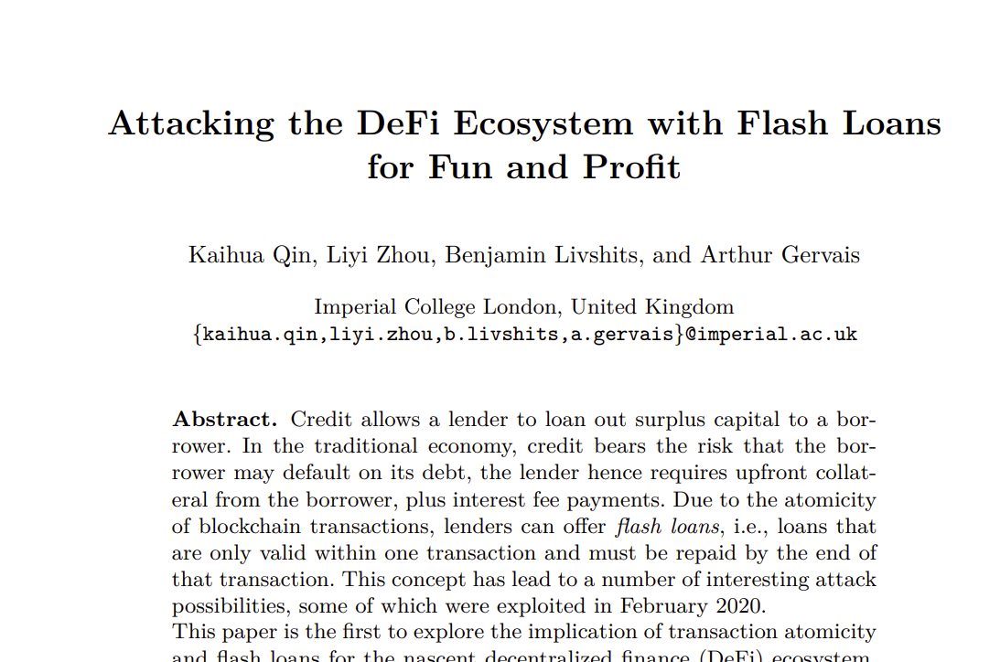 Attacking the DeFi Ecosystem with Flash Loans
for Fun and Profit
Kaihua Qin, Liyi Zhou, Benjamin Livshits, and Arthur Gervais
Imperial College London, United Kingdom
{kaihua.qin,liyi.zhou,b.livshits,a.gervais}@imperial.ac.uk
Abstract. Credit allows a lender to loan out surplus capital to a bor-
rower. In the traditional economy, credit bears the risk that the bor-
rower may default on its debt, the lender hence requires upfront collat-
eral from the borrower, plus interest fee payments. Due to the atomicity
of blockchain transactions, lenders can offer flash loans, i.e., loans that
are only valid within one transaction and must be repaid by the end of
that transaction. This concept has lead to a number of interesting attack
possibilities, some of which were exploited in February 2020.
This paper is the first to explore the implication of transaction atomicity
and flash loans for the nascent decentralized finance (DeFi) ecosystem.